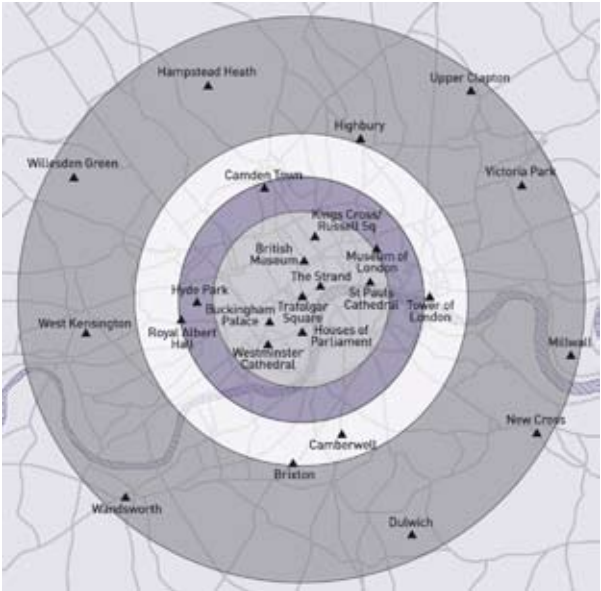 Hampstead Heath
Upper Clapton
Highbury
Willesden Green
Camden Town
Victoria Park
Kings Cross/
Russell Sq
British
Museum
Museum of
London
The Strand
Hyde Park
St Pauls
Cathedral
Tower of
London
Buckingham
Palace
Trafalgar
Square
West Kensington
Royal Albert
Hall
Houses of
Parliament
Millwall
Westminster
Cathedral
New Cross
Camberwell
Brixton
Wandsworth
Dulwich